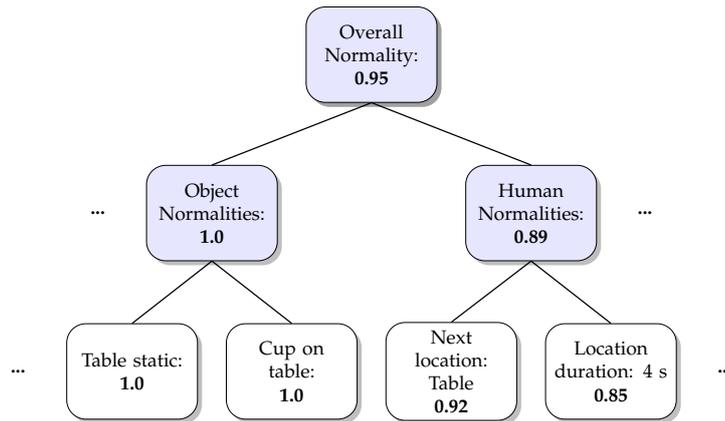 Overall
Normality:
0.95
Object
Normalities:
1.0
Human
Normalities:
0.89
...
...
Table static:
1.0
Cup on
table:
1.0
Next
location:
Table
0.92
Location
duration: 4 s
0.85
...
...